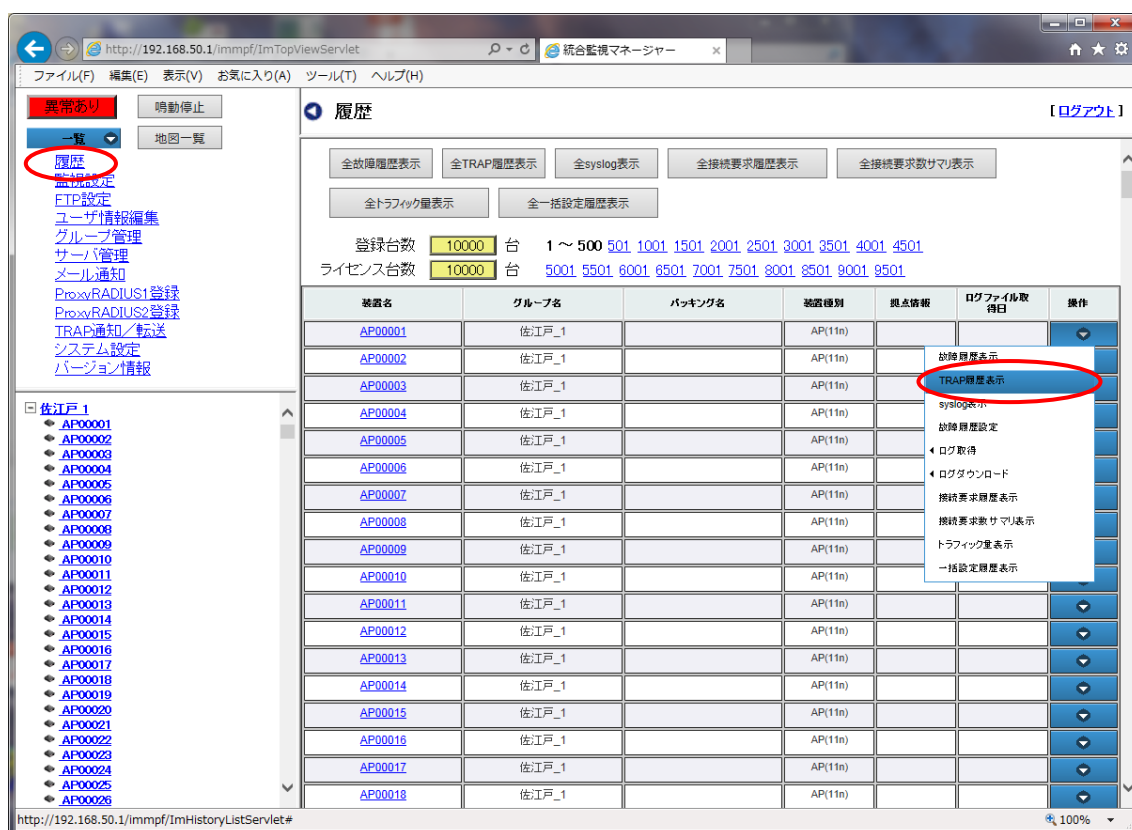 http://192.168.50.1/immpf/ImTopViewServlet
統合監視マネージャー
ファイル(F) 編集(E) 表示(V) お気に入り(A) ツール(T) ヘルプ(H)
異常あり 鳴動停止
一覧 地図一覧
履歴
監視設定
FTP設定
ユーザ情報編集
グループ管理
サーバ管理
メール通知
ProxyRADIUS1登録
ProxyRADIUS2登録
TRAP通知/転送
システム設定
バージョン情報
佐江戸 1
AP00001
AP00002
AP00003
AP00004
AP00005
AP00006
AP00007
AP00008
AP00009
AP00010
AP00011
AP00012
AP00013
AP00014
AP00015
AP00016
AP00017
AP00018
AP00019
AP00020
AP00021
AP00022
AP00023
AP00024
AP00025
AP00026
履歴 [ログアウト]
全故障履歴表示 全TRAP履歴表示 全syslog表示 全接続要求履歴表示 全接続要求数サマリ表示
全トラフィック量表示 全一括設定履歴表示
登録台数 10000 台 1 ~ 500 501 1001 1501 2001 2501 3001 3501 4001 4501
ライセンス台数 10000 台 5001 5501 6001 6501 7001 7501 8001 8501 9001 9501
装置名 グループ名 パッキング名 装置種別 拠点情報 ログファイル取得日 操作
AP00001 佐江戸_1 AP(11n)
AP00002 佐江戸_1 AP(11n)
AP00003 佐江戸_1 AP(11n)
AP00004 佐江戸_1 AP(11n)
AP00005 佐江戸_1 AP(11n)
AP00006 佐江戸_1 AP(11n)
AP00007 佐江戸_1 AP(11n)
AP00008 佐江戸_1 AP(11n)
AP00009 佐江戸_1 AP(11n)
AP00010 佐江戸_1 AP(11n)
AP00011 佐江戸_1 AP(11n)
AP00012 佐江戸_1 AP(11n)
AP00013 佐江戸_1 AP(11n)
AP00014 佐江戸_1 AP(11n)
AP00015 佐江戸_1 AP(11n)
AP00016 佐江戸_1 AP(11n)
AP00017 佐江戸_1 AP(11n)
AP00018 佐江戸_1 AP(11n)
故障履歴表示
TRAP履歴表示
syslog表示
故障履歴設定
ログ取得
ログダウンロード
接続要求履歴表示
接続要求数サマリ表示
トラフィック量表示
一括設定履歴表示
http://192.168.50.1/immpf/ImHistoryListServlet#
100%